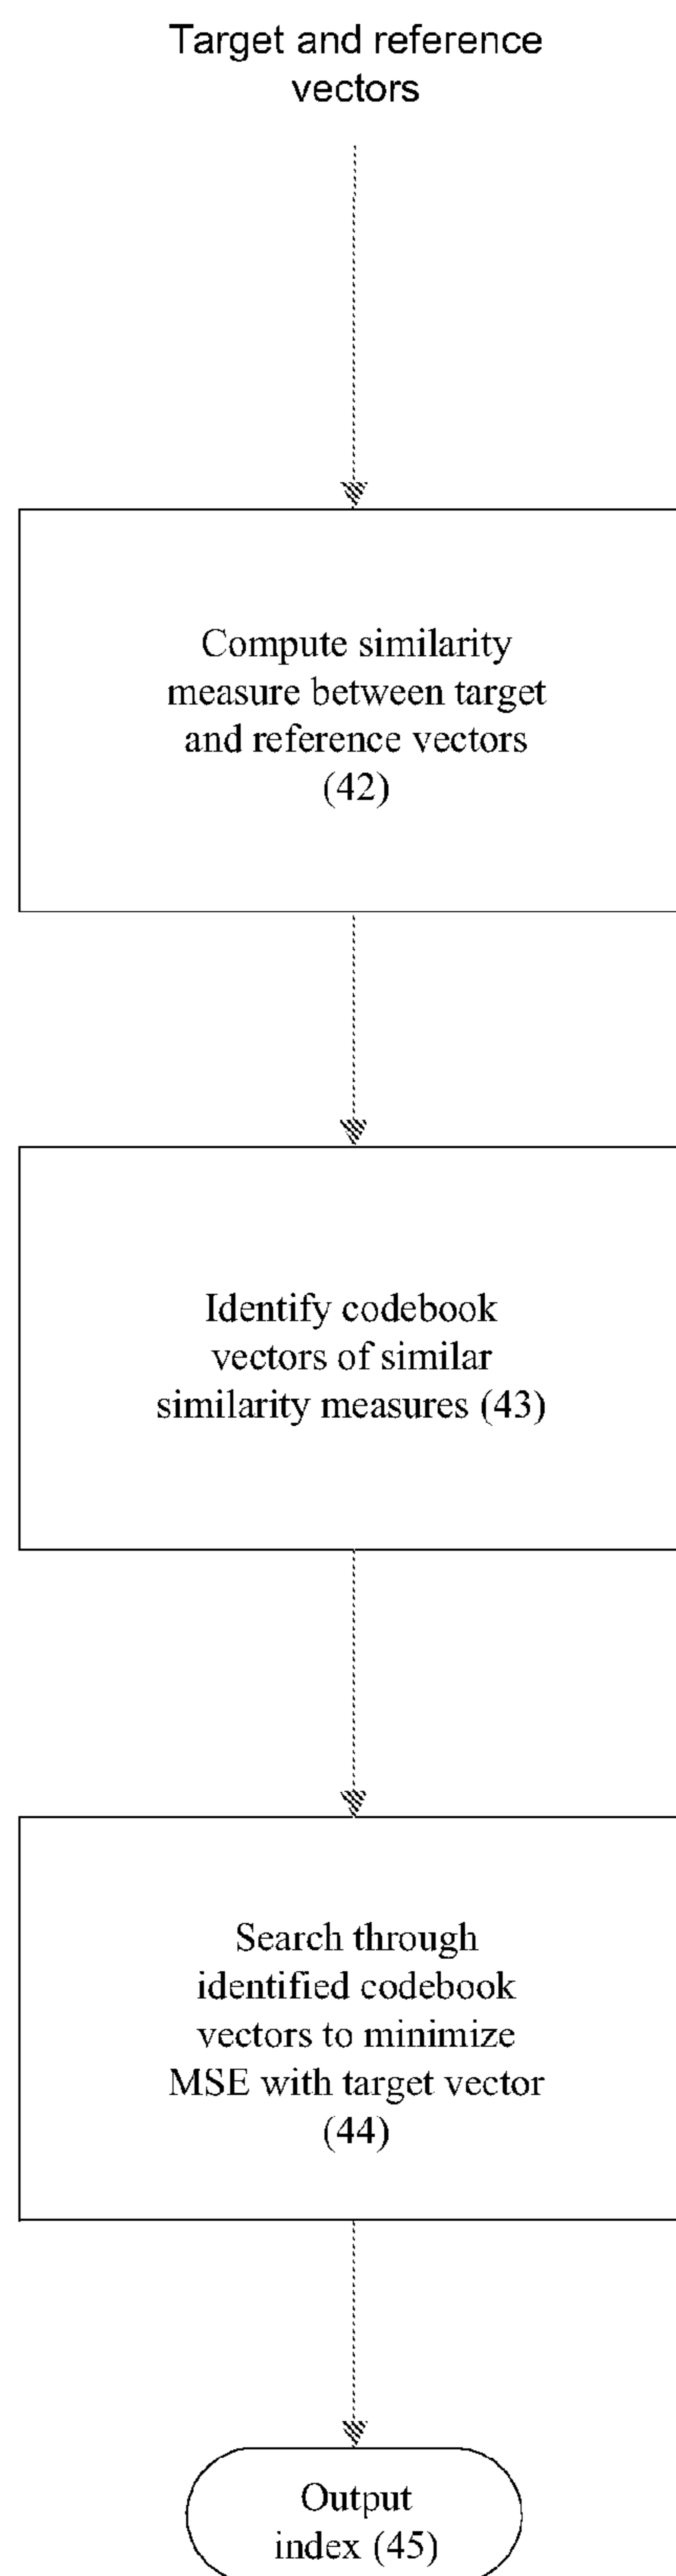 Target and reference
vectors
Compute similarity
measure between target
and reference vectors
(42)
Identify codebook
vectors of similar
similarity measures (43)
Search through
identified codebook
vectors to minimize
MSE with target vector
(44)
Output
index (45)